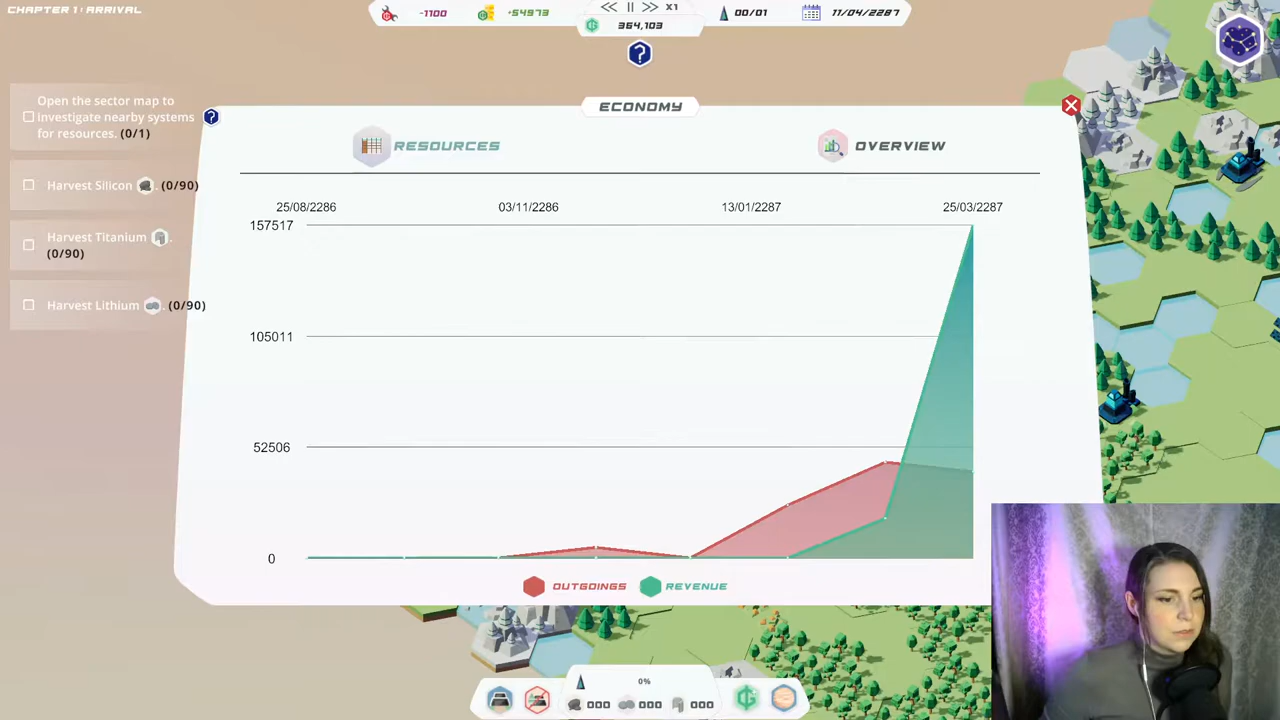 CHAPTER 1: ARRIVAL
-1100
+54973
X1
364,103
00/01
11/04/2287
?
Open the sector map to
investigate nearby systems
for resources. (0/1)
Harvest Silicon . (0/90)
Harvest Titanium .
(0/90)
Harvest Lithium . (0/90)
?
ECONOMY
RESOURCES
OVERVIEW
25/08/2286
03/11/2286
13/01/2287
25/03/2287
157517
105011
52506
0
OUTGOINGS
REVENUE
0%
000
000
000